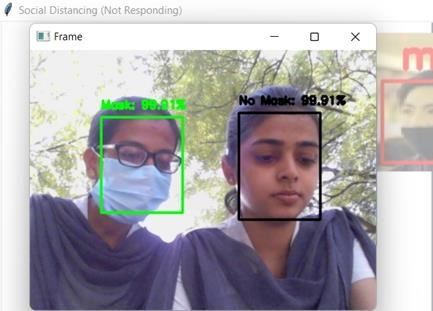 Social Distancing (Not Responding)
Frame
Mask: 99.91%
No Mask: 99.91%